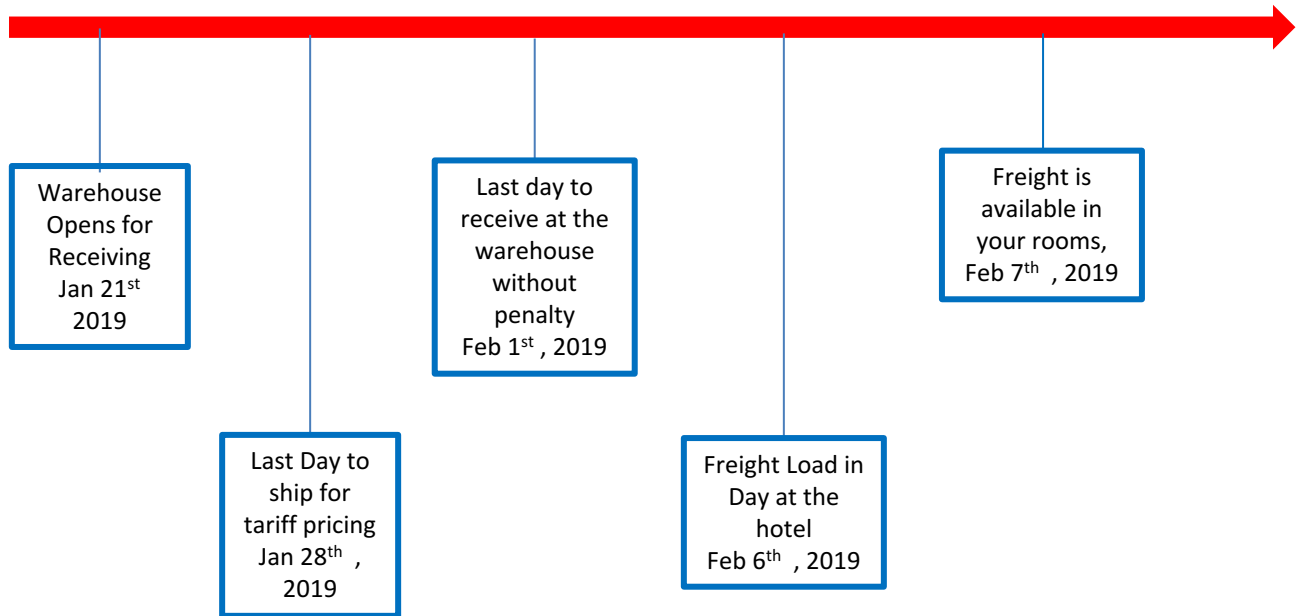 Warehouse
Opens for
Receiving
Jan 21st
2019
Last Day to
ship for
tariff pricing
Jan 28th ,
2019
Last day to
receive at the
warehouse
without
penalty
Feb 1st , 2019
Freight Load in
Day at the
hotel
Feb 6th , 2019
Freight is
available in
your rooms,
Feb 7th , 2019